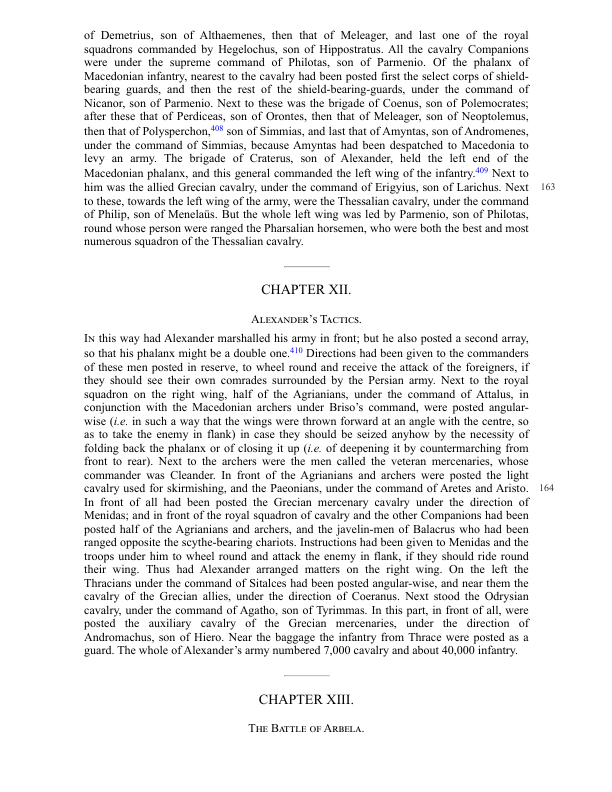 of Demetrius, son of Althaemenes, then that of Meleager, and last one of the royal
squadrons commanded by Hegelochus, son of Hippostratus. All the cavalry Companions
were under the supreme command of Philotas, son of Parmenio. Of the phalanx of
Macedonian infantry, nearest to the cavalry had been posted first the select corps of shield-
bearing guards, and then the rest of the shield-bearing-guards, under the command of
Nicanor, son of Parmenio. Next to these was the brigade of Coenus, son of Polemocrates;
after these that of Perdiceas, son of Orontes, then that of Meleager, son of Neoptolemus,
then that of Polysperchon,408 son of Simmias, and last that of Amyntas, son of Andromenes,
under the command of Simmias, because Amyntas had been despatched to Macedonia to
levy an army. The brigade of Craterus, son of Alexander, held the left end of the
Macedonian phalanx, and this general commanded the left wing of the infantry.409 Next to
him was the allied Grecian cavalry, under the command of Erigyius, son of Larichus. Next 163
to these, towards the left wing of the army, were the Thessalian cavalry, under the command
of Philip, son of Menelaüs. But the whole left wing was led by Parmenio, son of Philotas,
round whose person were ranged the Pharsalian horsemen, who were both the best and most
numerous squadron of the Thessalian cavalry.
CHAPTER XII.
Alexander's Tactics.
In this way had Alexander marshalled his army in front; but he also posted a second array,
so that his phalanx might be a double one.410 Directions had been given to the commanders
of these men posted in reserve, to wheel round and receive the attack of the foreigners, if
they should see their own comrades surrounded by the Persian army. Next to the royal
squadron on the right wing, half of the Agrianians, under the command of Attalus, in
conjunction with the Macedonian archers under Briso's command, were posted angular-
wise (i.e. in such a way that the wings were thrown forward at an angle with the centre, so
as to take the enemy in flank) in case they should be seized anyhow by the necessity of
folding back the phalanx or of closing it up (i.e. of deepening it by countermarching from
front to rear). Next to the archers were the men called the veteran mercenaries, whose
commander was Cleander. In front of the Agrianians and archers were posted the light
cavalry used for skirmishing, and the Paeonians, under the command of Aretes and Aristo. 164
In front of all had been posted the Grecian mercenary cavalry under the direction of
Menidas; and in front of the royal squadron of cavalry and the other Companions had been
posted half of the Agrianians and archers, and the javelin-men of Balacrus who had been
ranged opposite the scythe-bearing chariots. Instructions had been given to Menidas and the
troops under him to wheel round and attack the enemy in flank, if they should ride round
their wing. Thus had Alexander arranged matters on the right wing. On the left the
Thracians under the command of Sitalces had been posted angular-wise, and near them the
cavalry of the Grecian allies, under the direction of Coeranus. Next stood the Odrysian
cavalry, under the command of Agatho, son of Tyrimmas. In this part, in front of all, were
posted the auxiliary cavalry of the Grecian mercenaries, under the direction of
Andromachus, son of Hiero. Near the baggage the infantry from Thrace were posted as a
guard. The whole of Alexander's army numbered 7,000 cavalry and about 40,000 infantry.
CHAPTER XIII.
The Battle of Arbela.